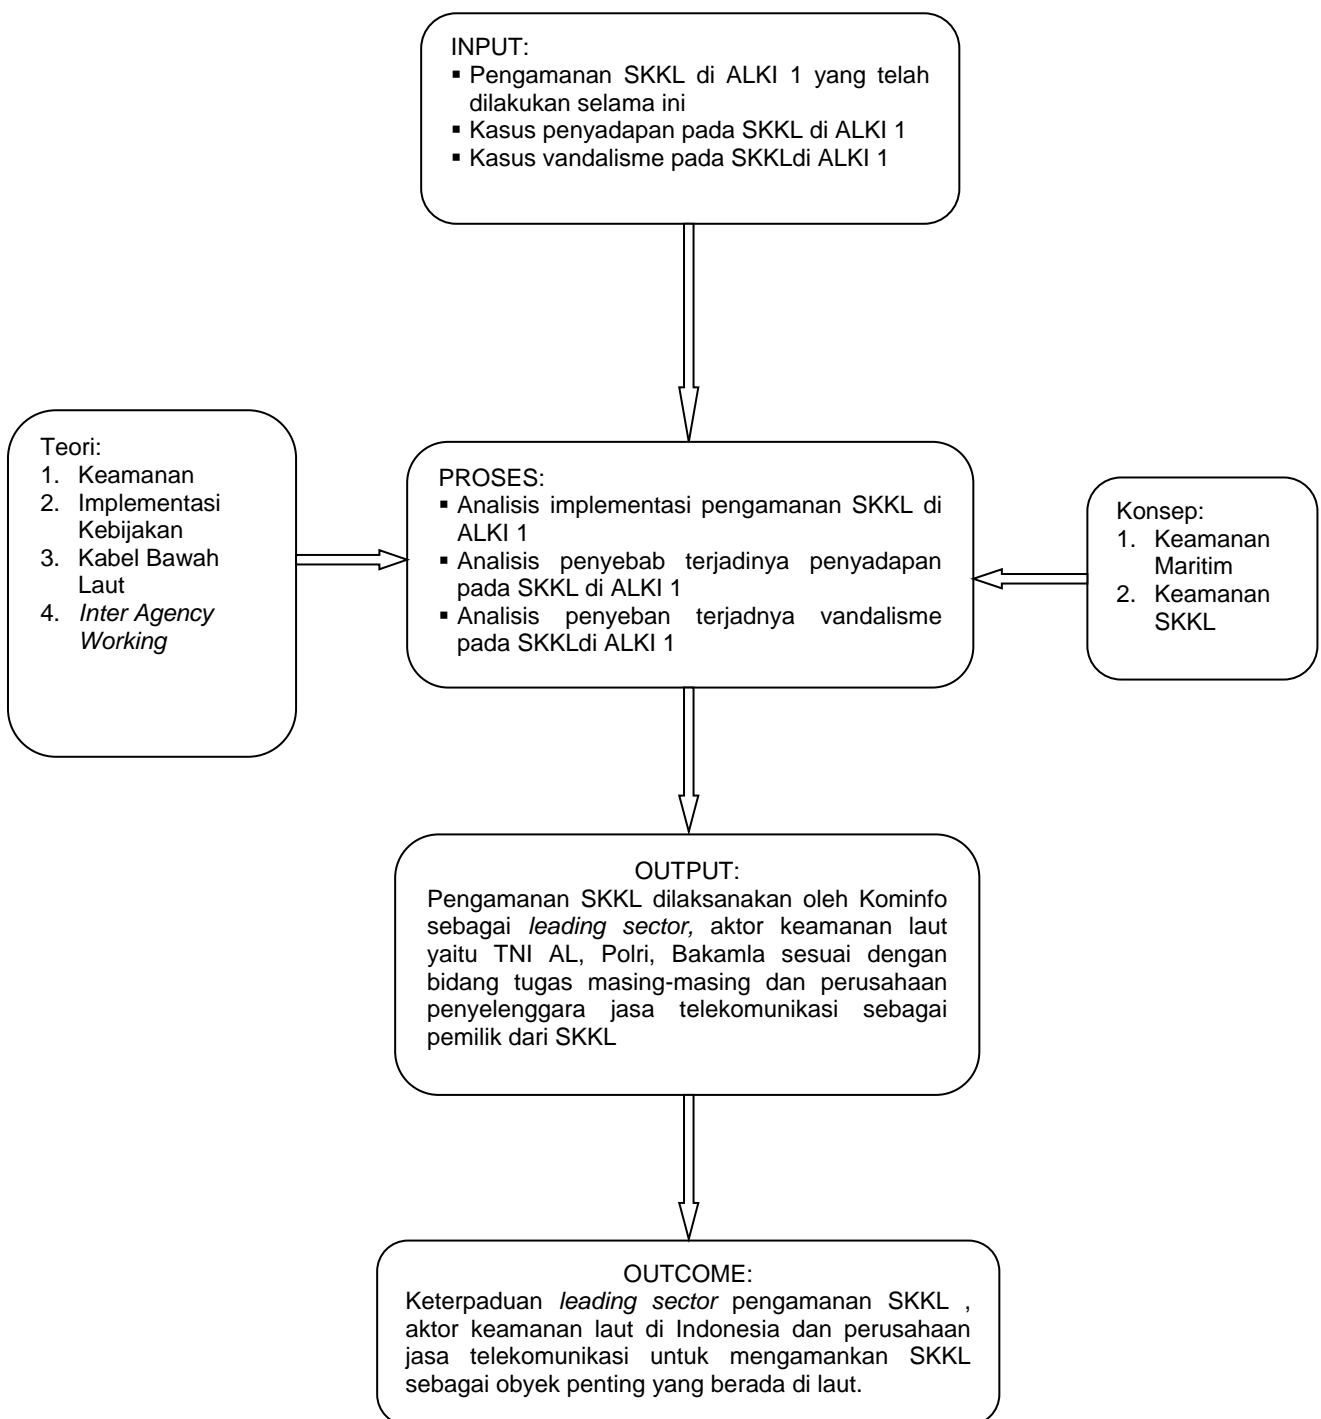 INPUT:
▪ Pengamanan SKKL di ALKI 1 yang telah
dilakukan selama ini
▪ Kasus penyadapan pada SKKL di ALKI 1
▪ Kasus vandalisme pada SKKLdi ALKI 1
Teori:
1. Keamanan
2. Implementasi
Kebijakan
3. Kabel Bawah
Laut
4. Inter Agency
Working
PROSES:
▪ Analisis implementasi pengamanan SKKL di
ALKI 1
▪ Analisis penyebab terjadinya penyadapan
pada SKKL di ALKI 1
▪ Analisis penyeban terjadnya vandalisme
pada SKKLdi ALKI 1
Konsep:
1. Keamanan
Maritim
2. Keamanan
SKKL
OUTPUT:
Pengamanan SKKL dilaksanakan oleh Kominfo
sebagai leading sector, aktor keamanan laut
yaitu TNI AL, Polri, Bakamla sesuai dengan
bidang tugas masing-masing dan perusahaan
penyelenggara jasa telekomunikasi sebagai
pemilik dari SKKL
OUTCOME:
Keterpaduan leading sector pengamanan SKKL ,
aktor keamanan laut di Indonesia dan perusahaan
jasa telekomunikasi untuk mengamankan SKKL
sebagai obyek penting yang berada di laut.